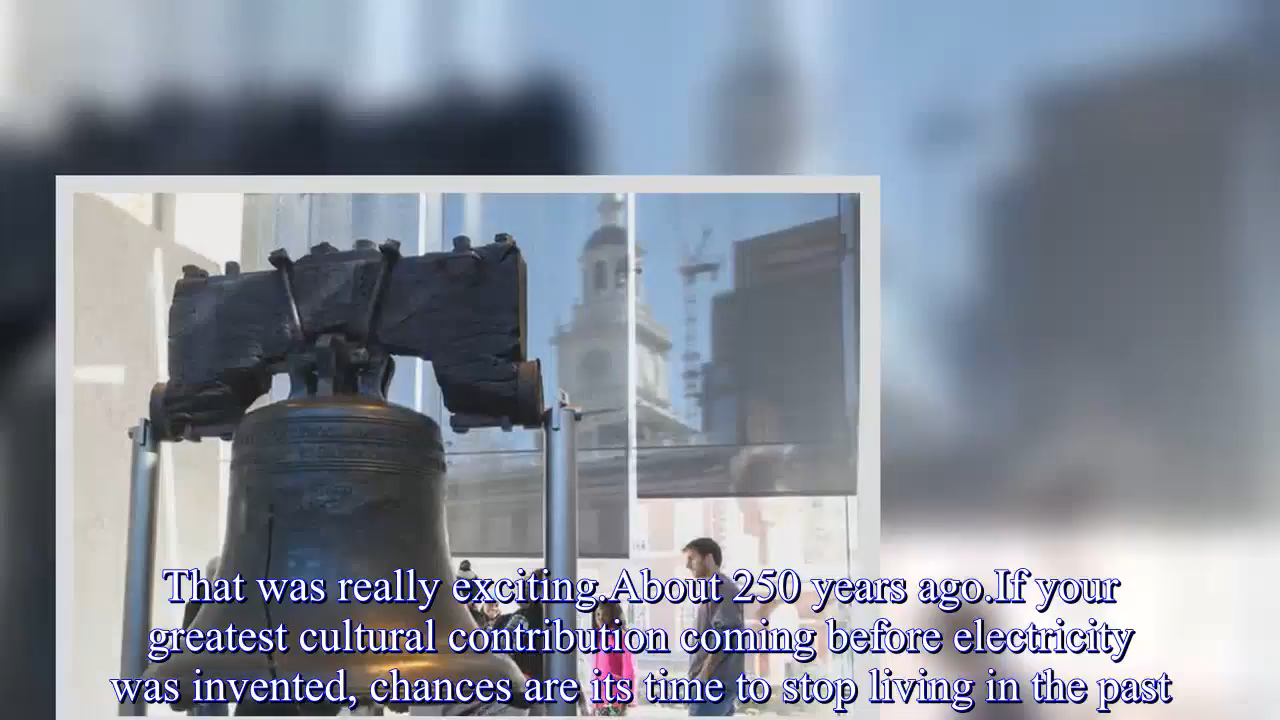 That was really exciting.About 250 years ago.If your
greatest cultural contribution coming before electricity
was invented, chances are its time to stop living in the past